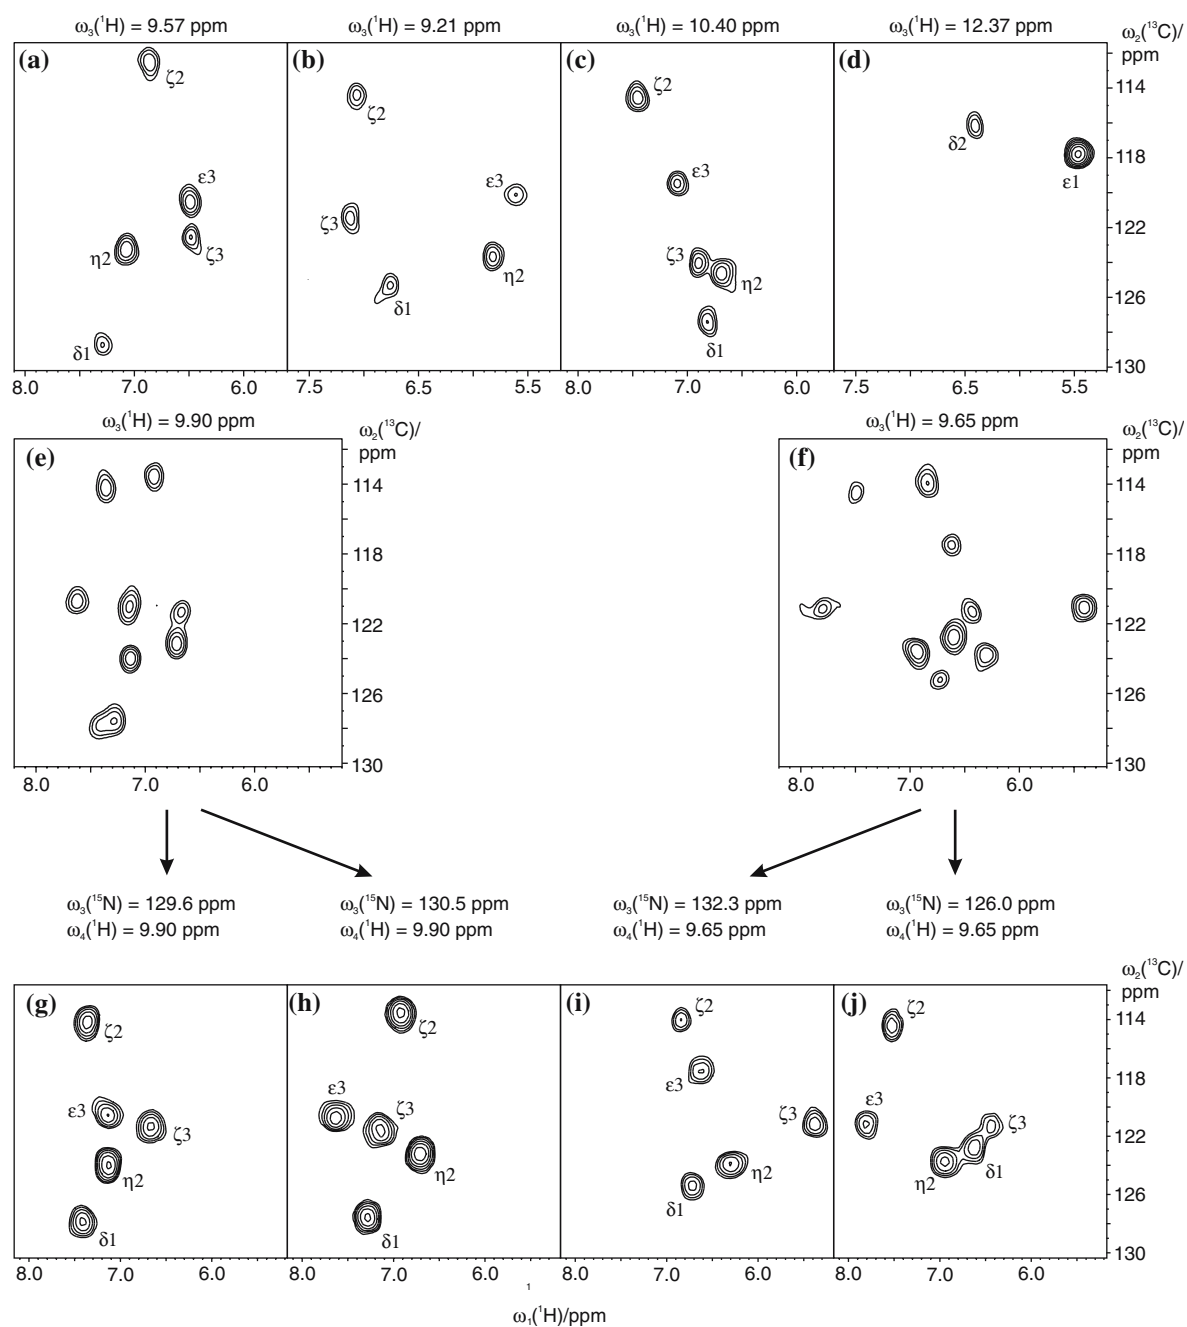 ω₃(¹H) = 9.57 ppm
ω₃(¹H) = 9.21 ppm
ω₃(¹H) = 10.40 ppm
ω₃(¹H) = 12.37 ppm
ω₂(¹³C)/
ppm
(a)
ζ2
ε3
η2
ζ3
δ1
(b)
ζ2
ε3
ζ3
η2
δ1
(c)
ζ2
ε3
ζ3
η2
δ1
(d)
δ2
ε1
114
118
122
126
130
8.0 7.0 6.0
7.5 6.5 5.5
8.0 7.0 6.0
7.5 6.5 5.5
ω₃(¹H) = 9.90 ppm
ω₂(¹³C)/
ppm
(e)
114
118
122
126
130
8.0 7.0 6.0
ω₃(¹H) = 9.65 ppm
ω₂(¹³C)/
ppm
(f)
114
118
122
126
130
8.0 7.0 6.0
ω₃(¹⁵N) = 129.6 ppm
ω₄(¹H) = 9.90 ppm
ω₃(¹⁵N) = 130.5 ppm
ω₄(¹H) = 9.90 ppm
ω₃(¹⁵N) = 132.3 ppm
ω₄(¹H) = 9.65 ppm
ω₃(¹⁵N) = 126.0 ppm
ω₄(¹H) = 9.65 ppm
ω₂(¹³C)/
ppm
(g)
ζ2
ε3
ζ3
η2
δ1
(h)
ζ2
ε3
ζ3
η2
δ1
(i)
ζ2
ε3
ζ3
η2
δ1
(j)
ζ2
ε3
ζ3
η2
δ1
114
118
122
126
130
8.0 7.0 6.0
8.0 7.0 6.0
8.0 7.0 6.0
8.0 7.0 6.0
1
ω₁(¹H)/ppm